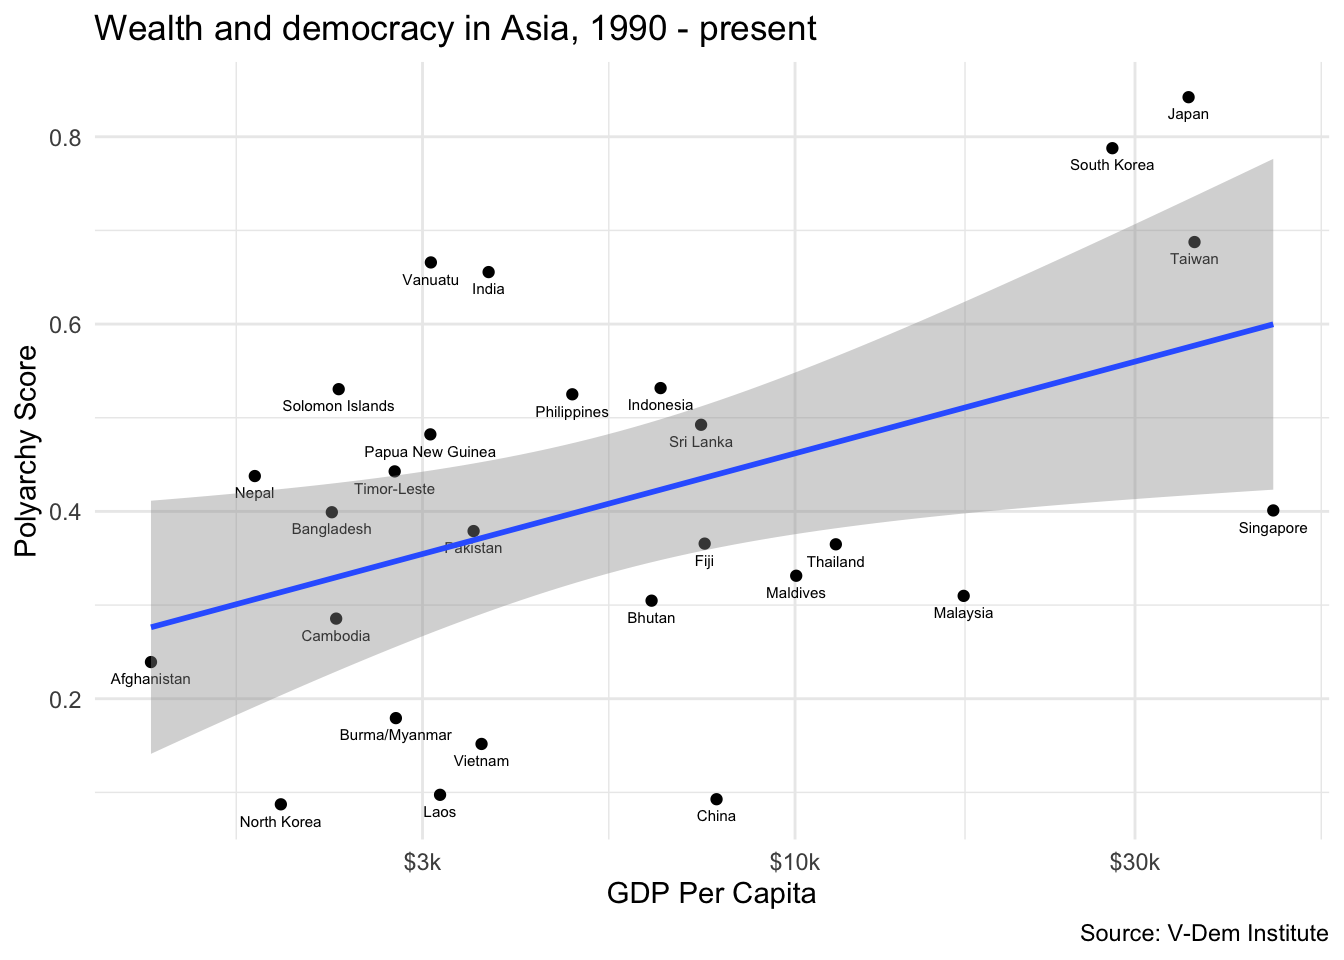 Wealth and democracy in Asia, 1990 - present
Polyarchy Score
0.8
0.6
0.4
0.2
Japan
South Korea
Taiwan
Vanuatu
India
Solomon Islands
Philippines
Indonesia
Sri Lanka
Papua New Guinea
Timor-Leste
Nepal
Bangladesh
Singapore
Pakistan
Fiji
Thailand
Maldives
Malaysia
Bhutan
Cambodia
Afghanistan
Burma/Myanmar
Vietnam
Laos
China
North Korea
$3k
$10k
$30k
GDP Per Capita
Source: V-Dem Institute